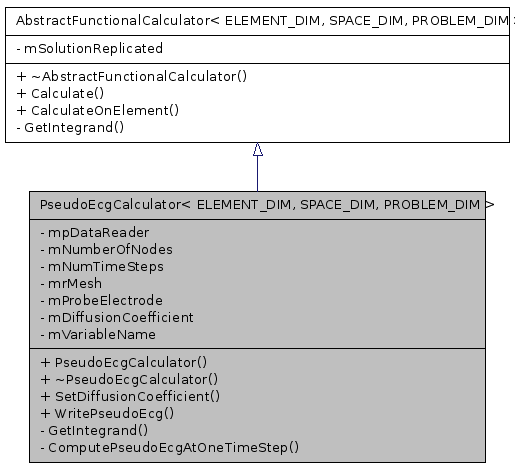 AbstractFunctionalCalculator< ELEMENT_DIM, SPACE_DIM, PROBLEM_DIM >
- mSolutionReplicated
+ ~AbstractFunctionalCalculator()
+ Calculate()
+ CalculateOnElement()
- GetIntegrand()
PseudoEcgCalculator< ELEMENT_DIM, SPACE_DIM, PROBLEM_DIM >
- mpDataReader
- mNumberOfNodes
- mNumTimeSteps
- mrMesh
- mProbeElectrode
- mDiffusionCoefficient
- mVariableName
+ PseudoEcgCalculator()
+ ~PseudoEcgCalculator()
+ SetDiffusionCoefficient()
+ WritePseudoEcg()
- GetIntegrand()
- ComputePseudoEcgAtOneTimeStep()